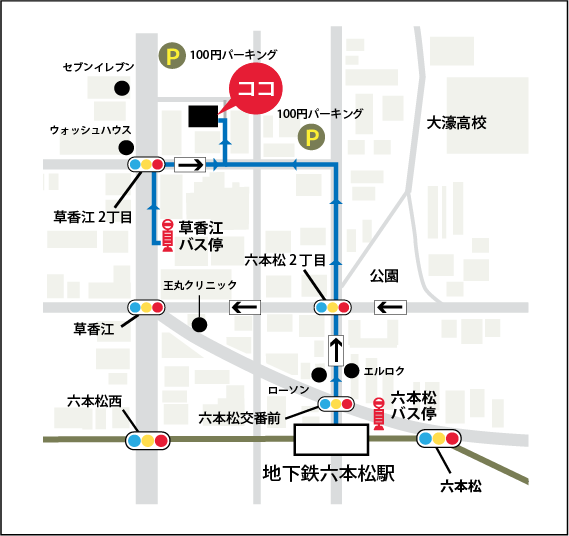 P
100円パーキング
セブンイレブン
ココ
100円パーキング
P
大濠高校
ウォッシュハウス
草香江2丁目
草香江
バス停
六本松2丁目
公園
王丸クリニック
草香江
エルロク
ローソン
六本松西
六本松
バス停
六本松交番前
地下鉄六本松駅
六本松